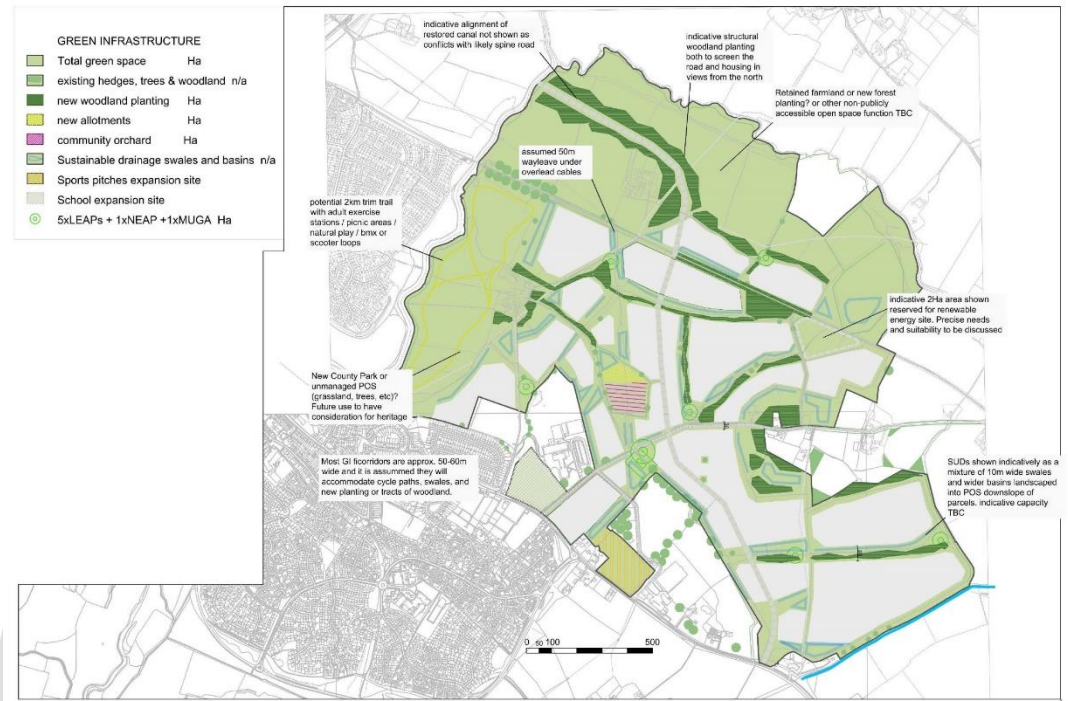 GREEN INFRASTRUCTURE
Total green space Ha
existing hedges, trees & woodland n/a
new woodland planting Ha
new allotments Ha
community orchard Ha
Sustainable drainage swales and basins n/a
Sports pitches expansion site
School expansion site
5xLEAPs + 1xNEAP +1xMUGA Ha
indicative alignment of
restored canal not shown as
conflicts with likely spine road
indicative structural
woodland planting
both to screen the
road and housing in
views from the north
Retained farmland or new forest
planting? or other non-publicly
accessible open space function TBC
assumed 50m
wayleave under
overlead cables
potential 2km trim trail
with adult exercise
stations / picnic areas /
natural play / bmx or
scooter loops
indicative 2Ha area shown
reserved for renewable
energy site. Precise needs
and suitability to be discussed
New County Park or
unmanaged POS
(grassland, trees, etc)?
Future use to have
consideration for heritage
Most GI ficorridors are approx. 50-60m
wide and it is assummed they will
accommodate cycle paths, swales, and
new planting or tracts of woodland.
SUDs shown indicatively as a
mixture of 10m wide swales
and wider basins landscaped
into POS downslope of
parcels. indicative capacity
TBC
0 50 100 500